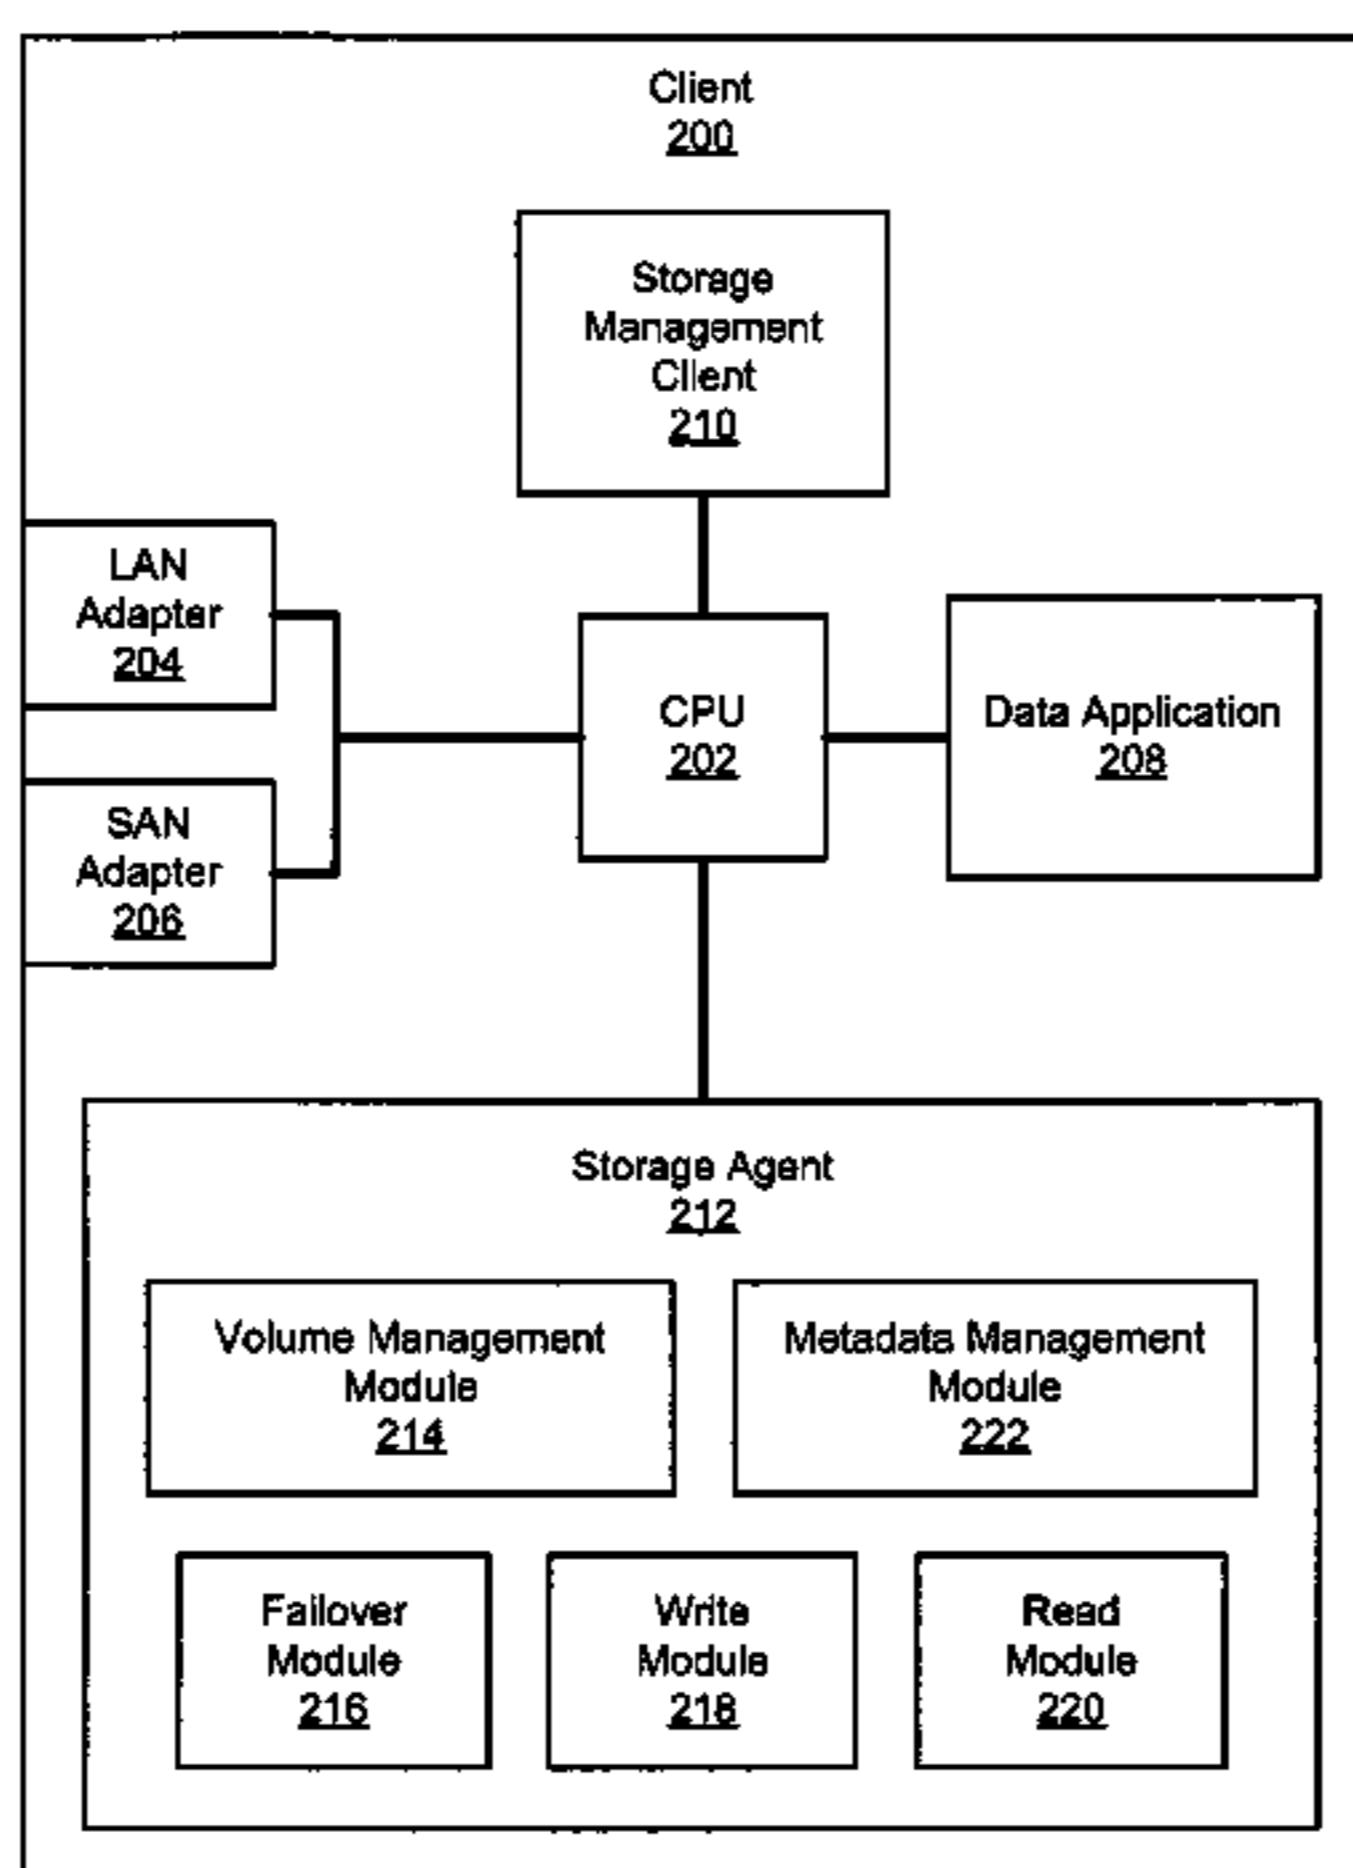 Client
200
Storage
Management
Client
210
LAN
Adapter
204
CPU
202
Data Application
208
SAN
Adapter
206
Storage Agent
212
Volume Management
Module
214
Metadata Management
Module
222
Failover
Module
216
Write
Module
218
Read
Module
220